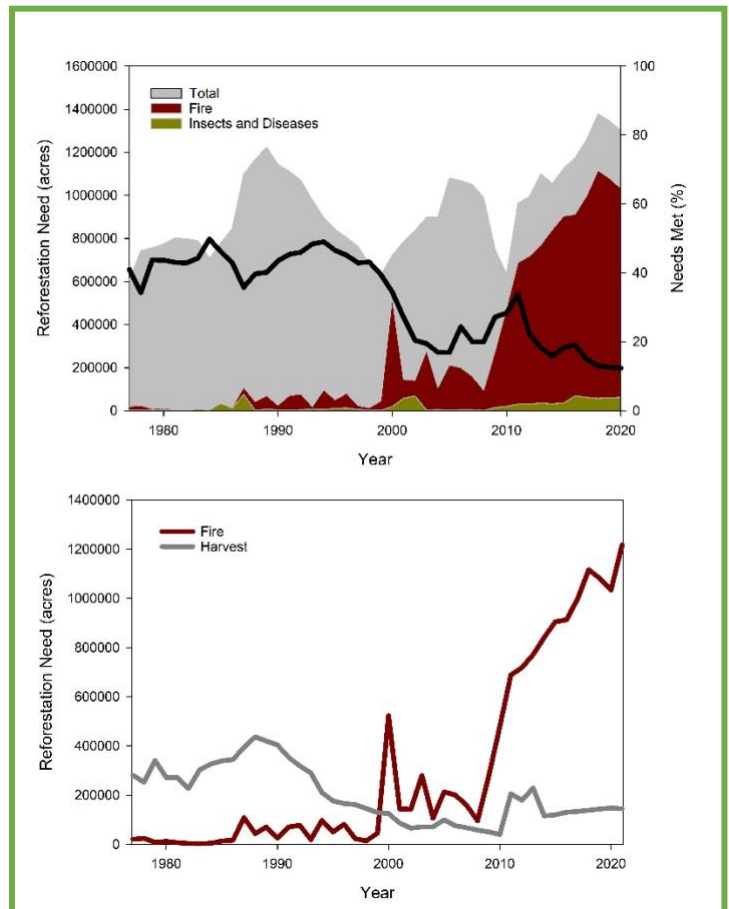 1600000
1400000
1200000
1000000
800000
600000
400000
200000
0
Reforestation Need (acres)
Total
Fire
Insects and Diseases
100
80
60
40
20
0
Needs Met (%)
1980 1990 2000 2010 2020
Year
1400000
1200000
1000000
800000
600000
400000
200000
0
Reforestation Need (acres)
Fire
Harvest
1980 1990 2000 2010 2020
Year